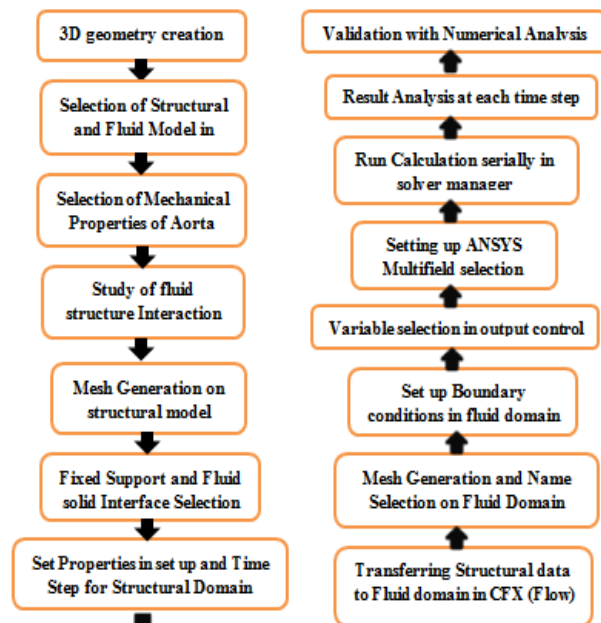 3D geometry creation
Selection of Structural
and Fluid Model in
Selection of Mechanical
Properties of Aorta
Study of fluid
structure Interaction
Mesh Generation on
structural model
Fixed Support and Fluid
solid Interface Selection
Set Properties in set up and Time
Step for Structural Domain
Validation with Numerical Analysis
Result Analysis at each time step
Run Calculation serially in
solver manager
Setting up ANSYS
Multifield selection
Variable selection in output control
Set up Boundary
conditions in fluid domain
Mesh Generation and Name
Selection on Fluid Domain
Transferring Structural data
to Fluid domain in CFX (Flow)